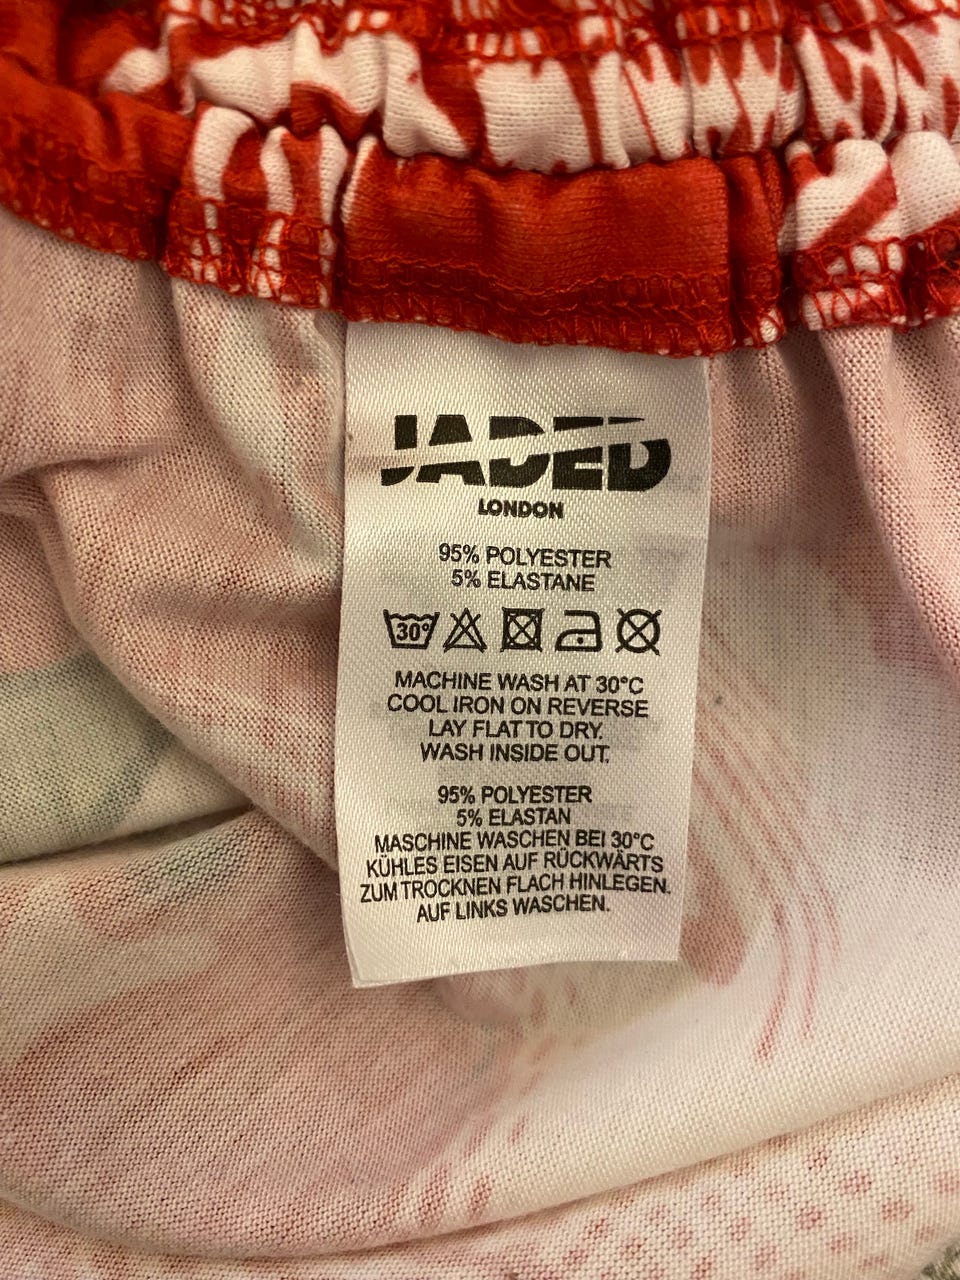 JADED
LONDON
95% POLYESTER
5% ELASTANE
30°
MACHINE WASH AT 30°C
COOL IRON ON REVERSE
LAY FLAT TO DRY.
WASH INSIDE OUT.
95% POLYESTER
5% ELASTAN
MASCHINE WASCHEN BEI 30°C
KÜHLES EISEN AUF RÜCKWÄRTS
ZUM TROCKNEN FLACH HINLEGEN.
AUF LINKS WASCHEN.